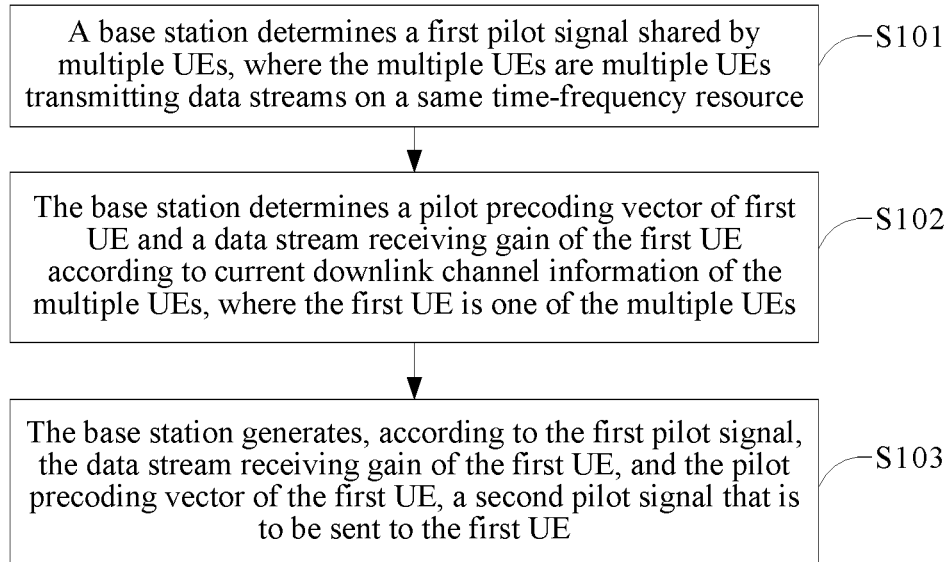 A base station determines a first pilot signal shared by
multiple UEs, where the multiple UEs are multiple UEs
transmitting data streams on a same time-frequency resource
S101
The base station determines a pilot precoding vector of first
UE and a data stream receiving gain of the first UE
according to current downlink channel information of the
multiple UEs, where the first UE is one of the multiple UEs
S102
The base station generates, according to the first pilot signal,
the data stream receiving gain of the first UE, and the pilot
precoding vector of the first UE, a second pilot signal that is
to be sent to the first UE
S103